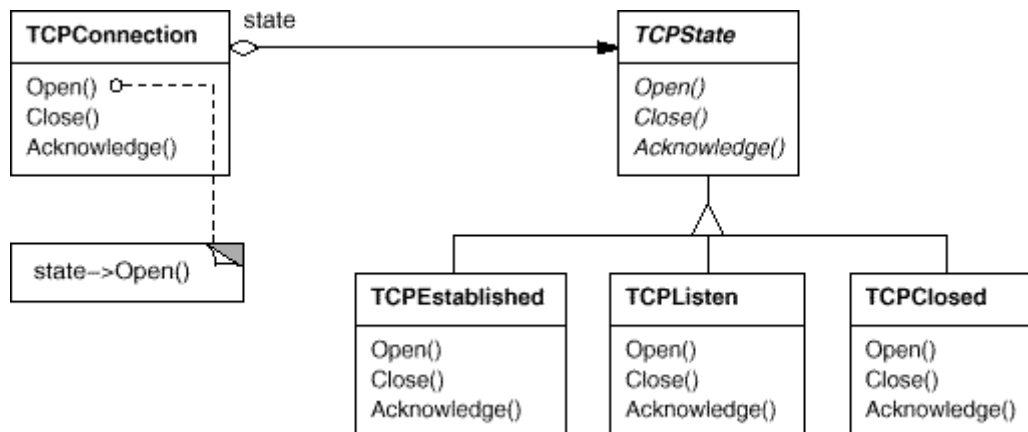 state
TCPConnection
Open()
Close()
Acknowledge()
state->Open()
TCPState
Open()
Close()
Acknowledge()
TCPEstablished
Open()
Close()
Acknowledge()
TCPListen
Open()
Close()
Acknowledge()
TCPClosed
Open()
Close()
Acknowledge()